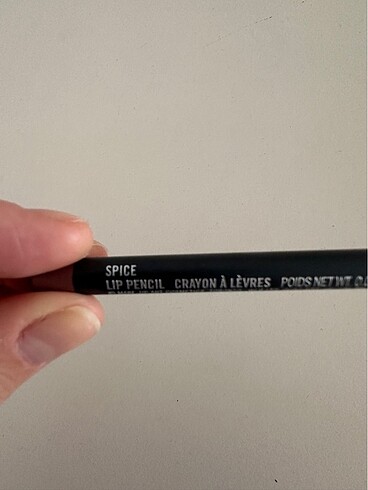 SPICE
LIP PENCIL CRAYON À LÈVRES POIDS NET WT.